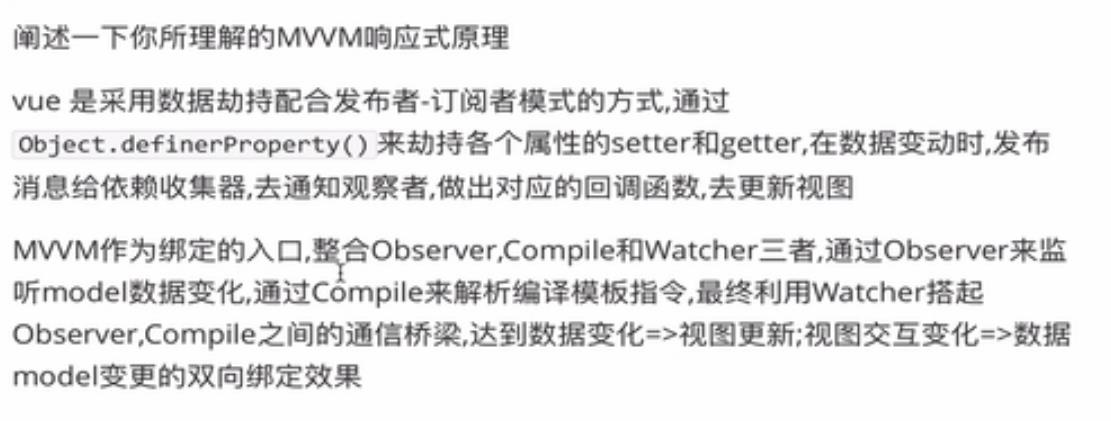 阐述一下你所理解的MVVM响应式原理
vue 是采用数据劫持配合发布者-订阅者模式的方式,通过
Object.definerProperty()来劫持各个属性的setter和getter,在数据变动时,发布
消息给依赖收集器,去通知观察者,做出对应的回调函数,去更新视图
MVVM作为绑定的入口,整合Observer,Compile和Watcher三者,通过Observer来监
听model数据变化,通过Compile来解析编译模板指令,最终利用Watcher搭起
Observer,Compile之间的通信桥梁,达到数据变化=>视图更新;视图交互变化=>数据
model变更的双向绑定效果